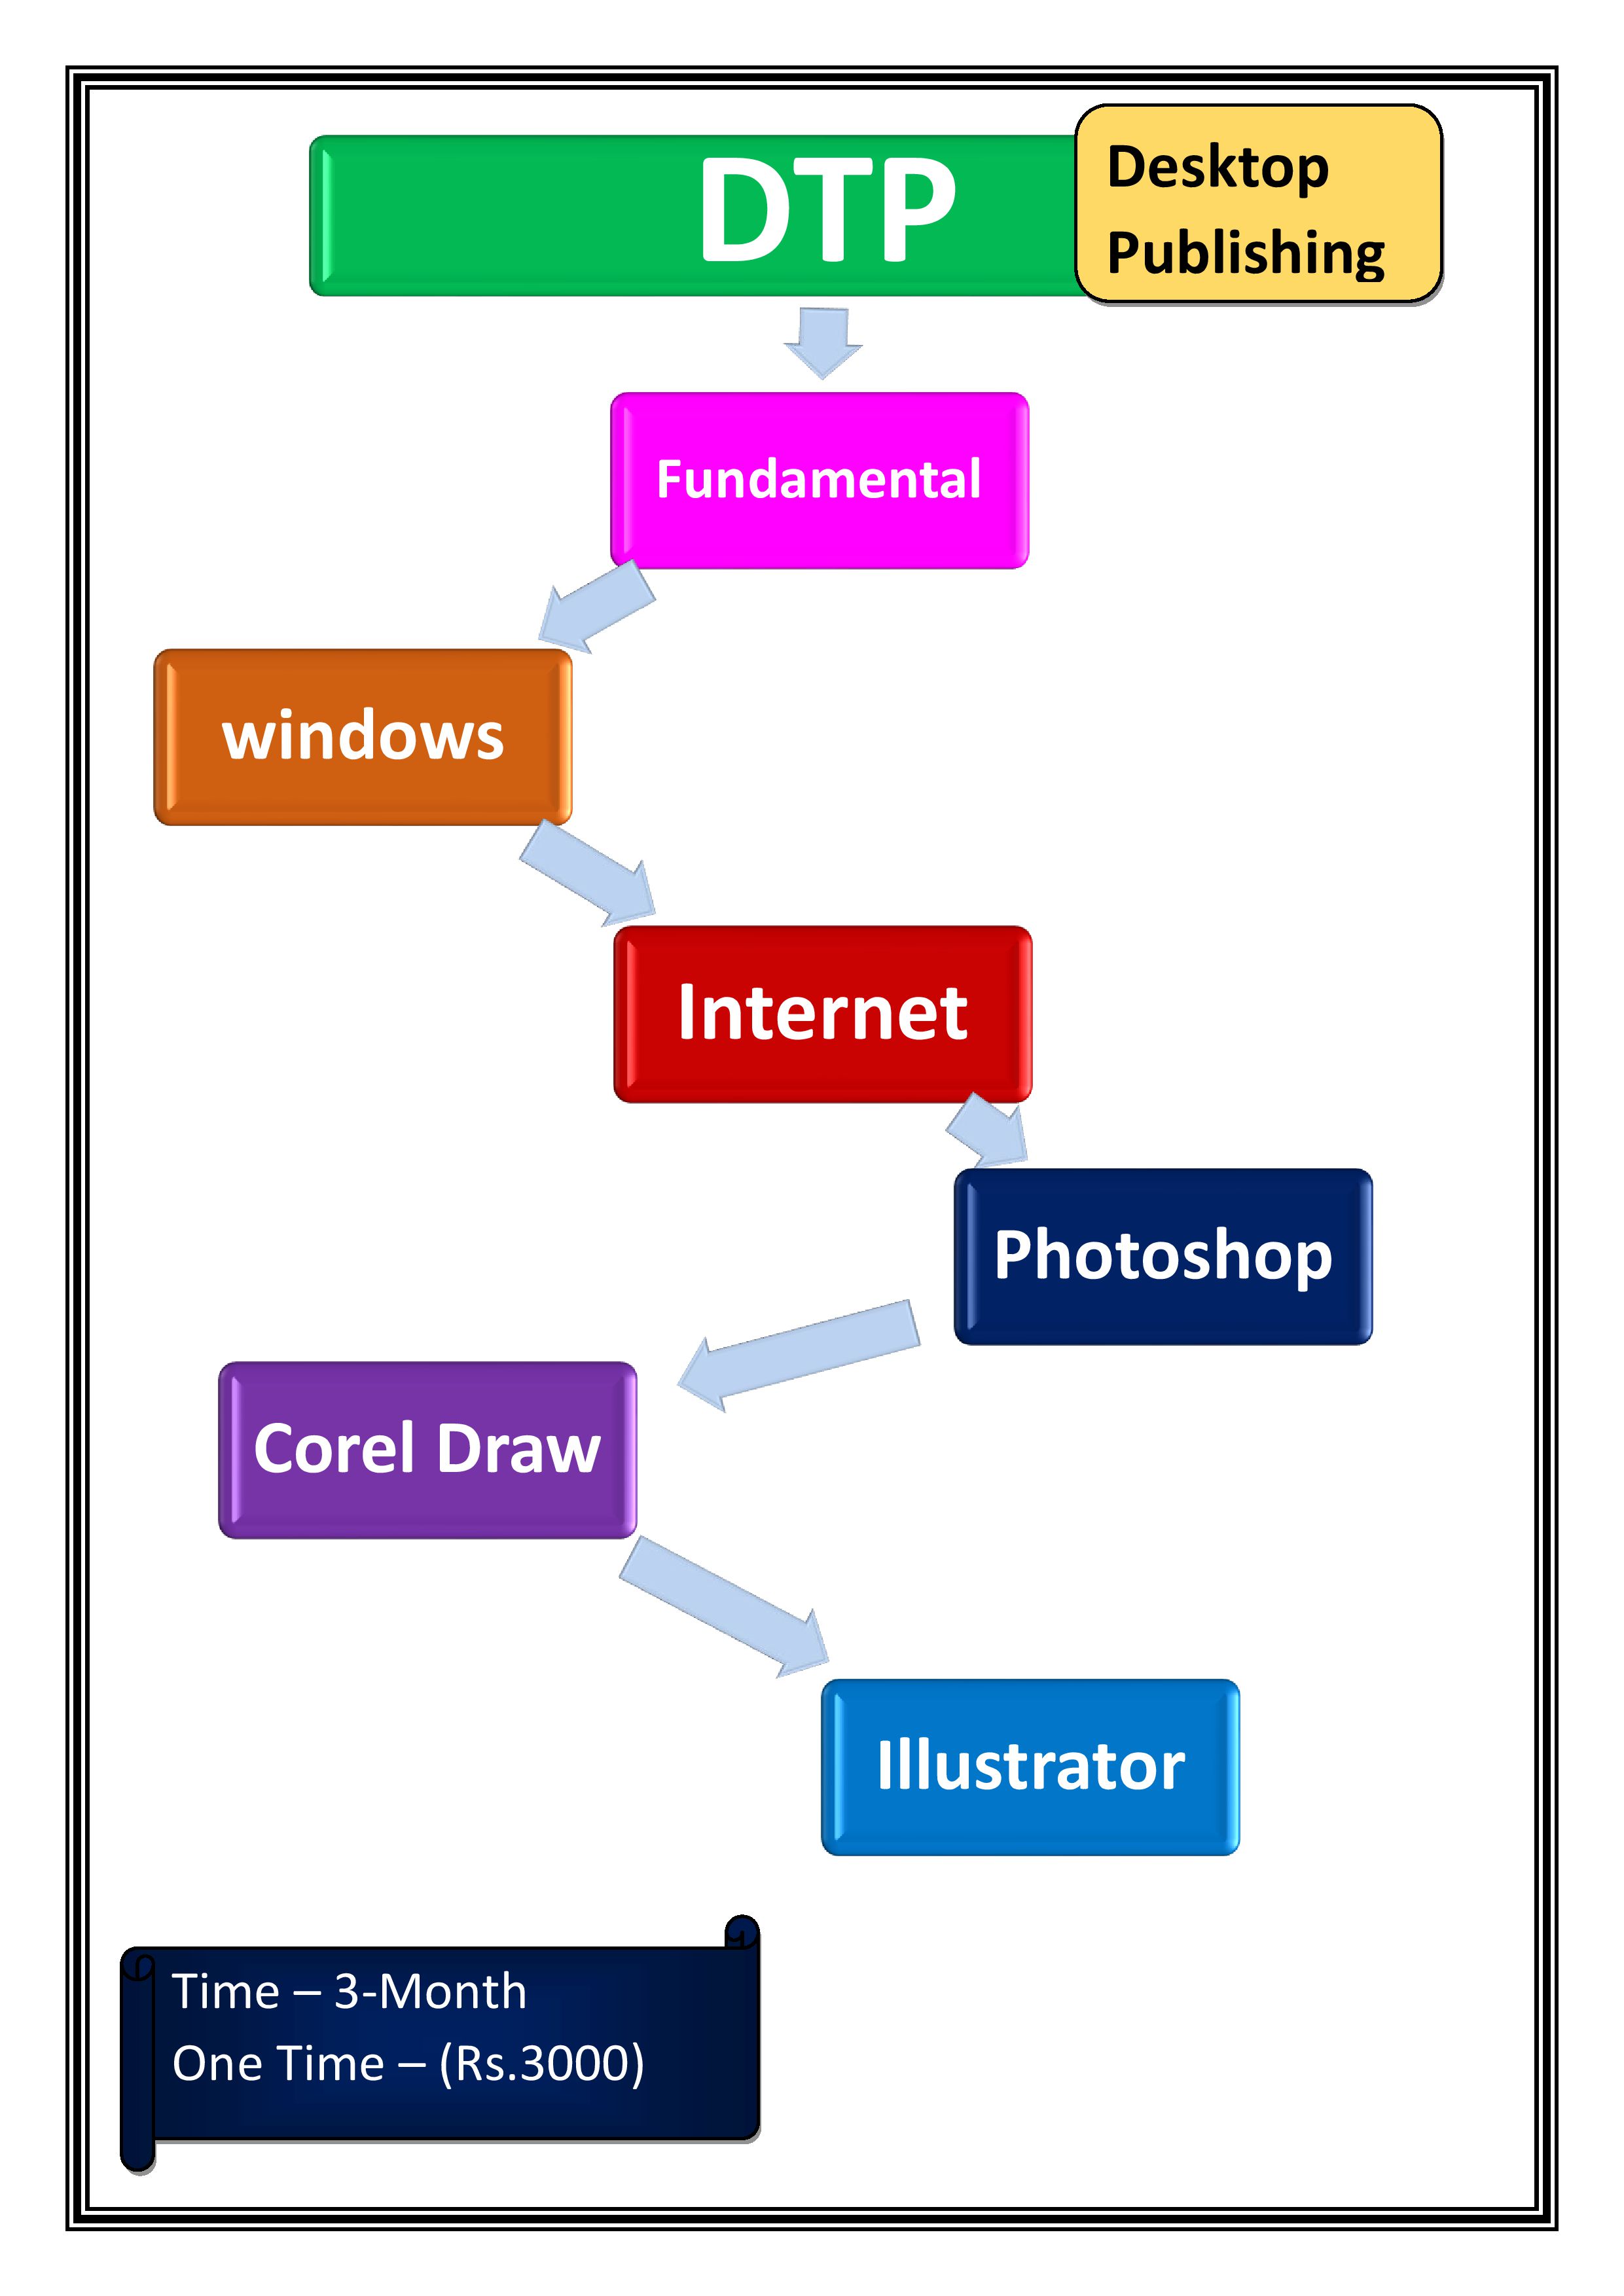 DTP
Desktop
Publishing
Fundamental
windows
Internet
Photoshop
Corel Draw
Illustrator
Time – 3-Month
One Time – (Rs.3000)